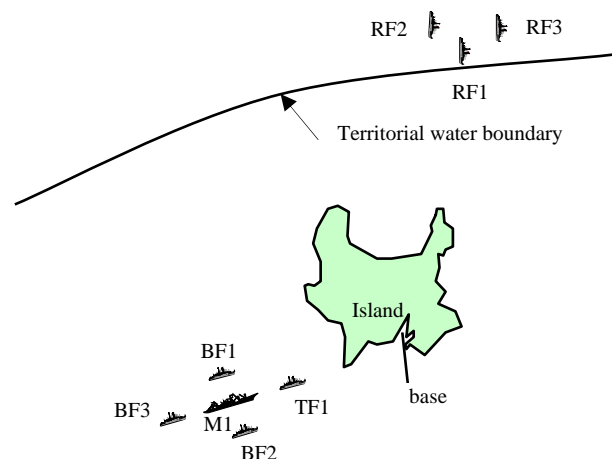 RF2
RF3
RF1
Territorial water boundary
Island
BF1
base
TF1
BF3
M1
BF2